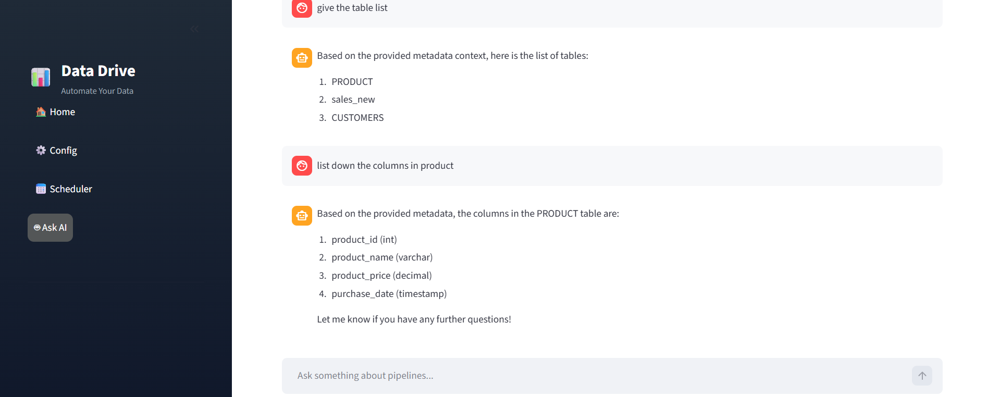 Data Drive
Automate Your Data
Home
Config
Scheduler
Ask AI
give the table list
Based on the provided metadata context, here is the list of tables:
1. PRODUCT
2. sales_new
3. CUSTOMERS
list down the columns in product
Based on the provided metadata, the columns in the PRODUCT table are:
1. product_id (int)
2. product_name (varchar)
3. product_price (decimal)
4. purchase_date (timestamp)
Let me know if you have any further questions!
Ask something about pipelines...